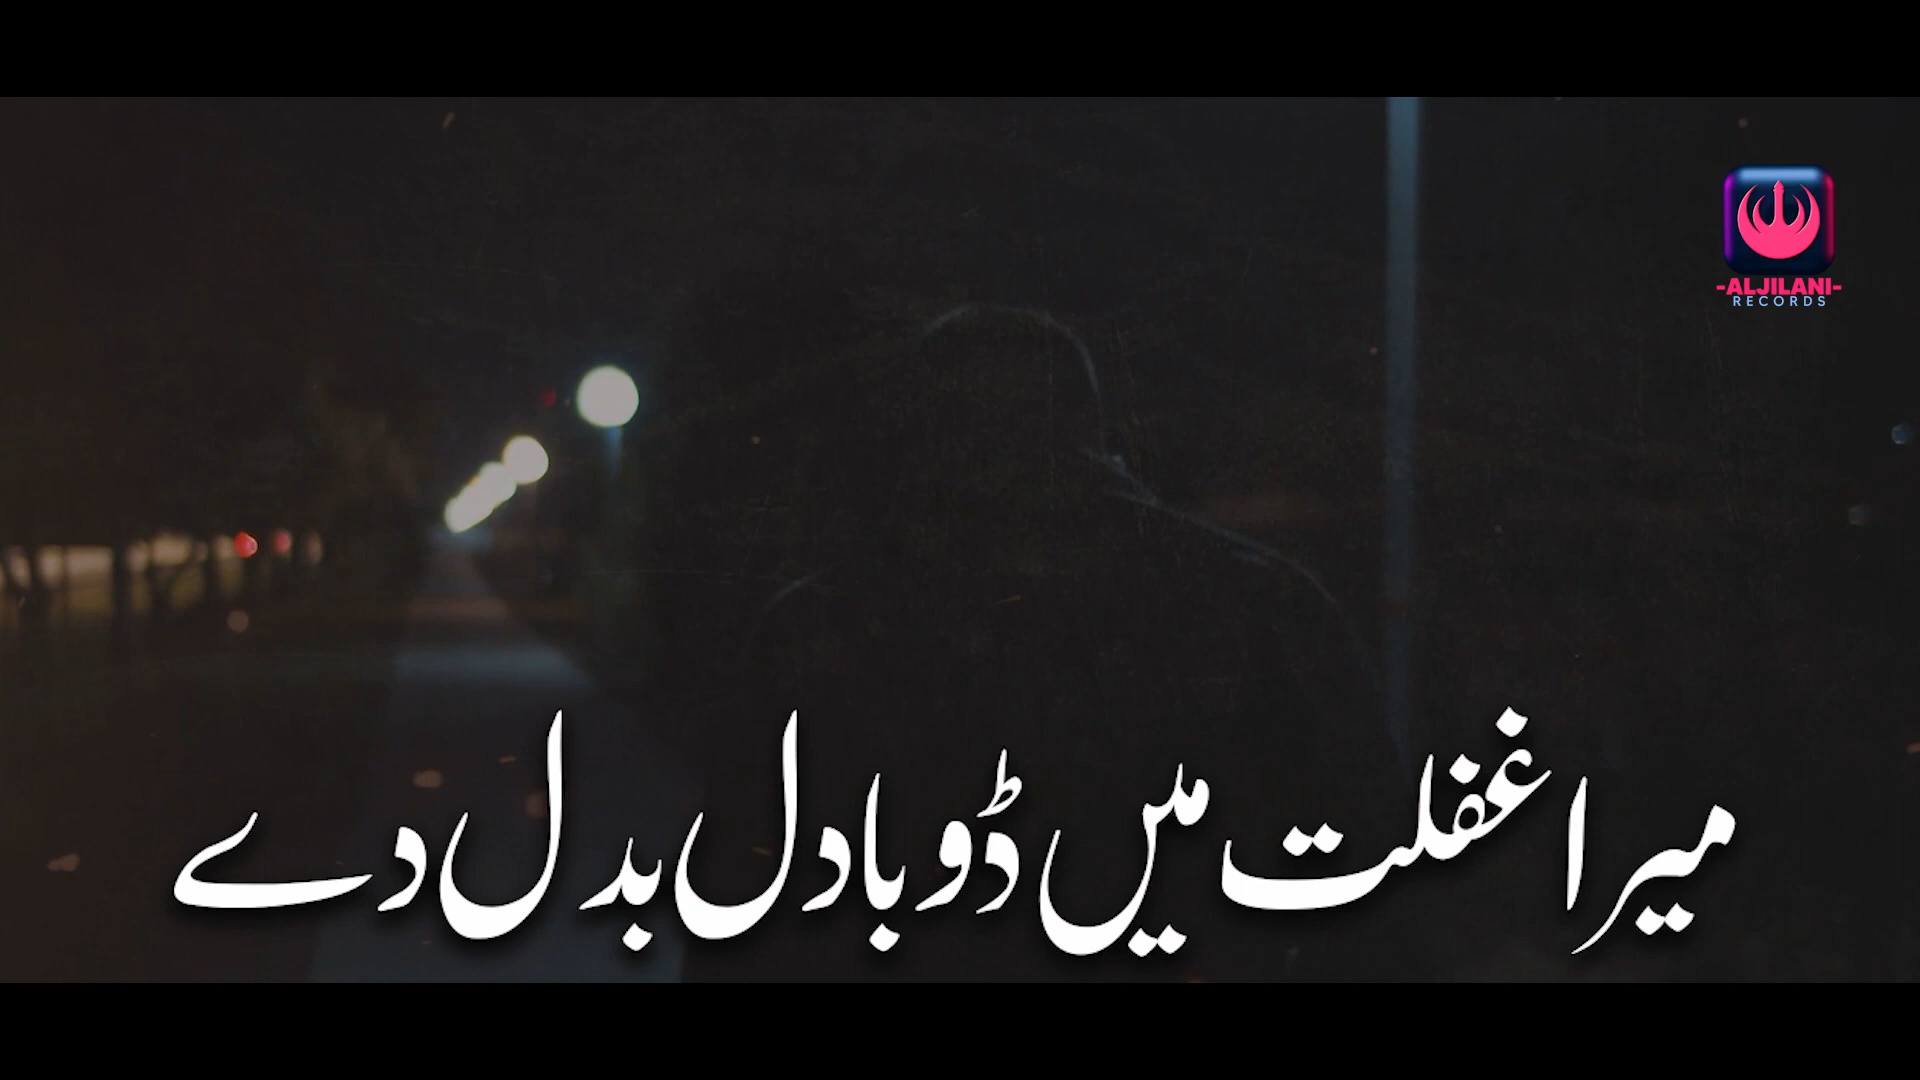 -ALJILANI-
RECORDS
میرا غفلت میں ڈوبا دل بدل دے